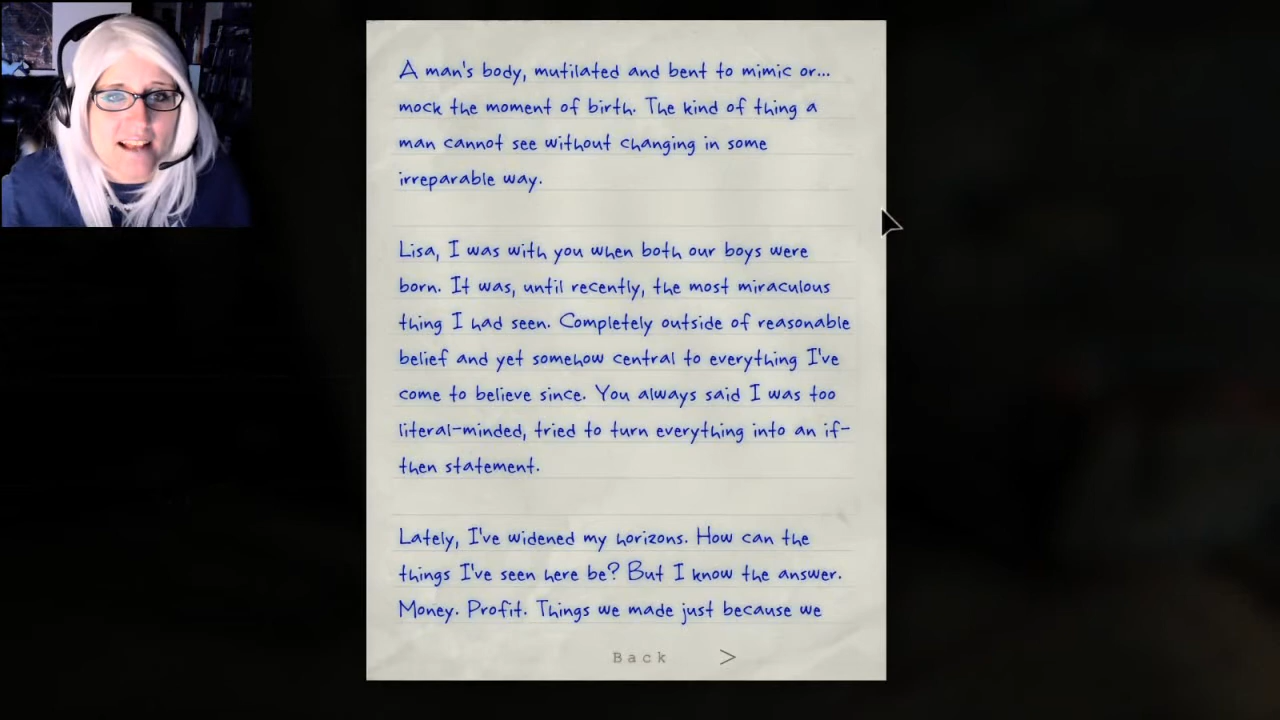 A man's body, mutilated and bent to mimic or...
mock the moment of birth. The kind of thing a
man cannot see without changing in some
irreparable way.
Lisa, I was with you when both our boys were
born. It was, until recently, the most miraculous
thing I had seen. Completely outside of reasonable
belief and yet somehow central to everything I've
come to believe since. You always said I was too
literal-minded, tried to turn everything into an if-
then statement.
Lately, I've widened my horizons. How can the
things I've seen here be? But I know the answer.
Money. Profit. Things we made just because we
Back >